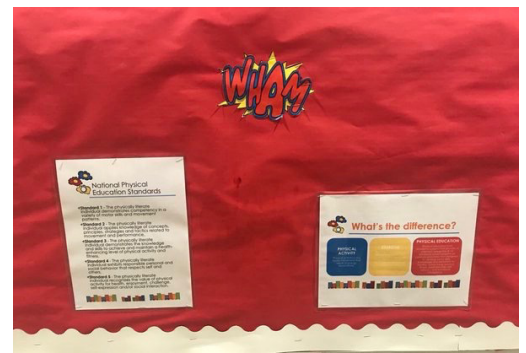 WHAM
National Physical
Education Standards
•Standard 1 - The physically literate
individual demonstrates competency in a
variety of motor skills and movement
patterns.
•Standard 2 - The physically literate
individual applies knowledge of concepts,
principles, strategies and tactics related to
movement and performance.
•Standard 3 - The physically literate
individual demonstrates the knowledge
and skills to achieve and maintain a health-
enhancing level of physical activity and
fitness.
•Standard 4 - The physically literate
individual exhibits responsible personal and
social behavior that respects self and
others.
•Standard 5 - The physically literate
individual recognizes the value of physical
activity for health, enjoyment, challenge,
self-expression and/or social interaction.
What's the difference?
PHYSICAL
ACTIVITY
PHYSICAL EDUCATION